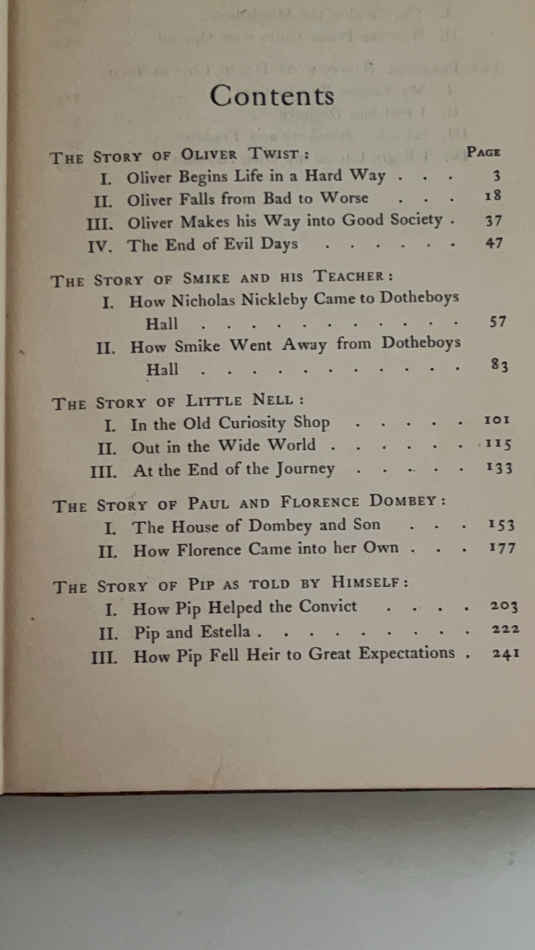 Contents
THE STORY OF OLIVER TWIST: PAGE
I. Oliver Begins Life in a Hard Way . . . 3
II. Oliver Falls from Bad to Worse . . . 18
III. Oliver Makes his Way into Good Society . 37
IV. The End of Evil Days . . . . . . 47
THE STORY OF SMIKE AND HIS TEACHER:
I. How Nicholas Nickleby Came to Dotheboys
Hall . . . . . . . . . . . 57
II. How Smike Went Away from Dotheboys
Hall . . . . . . . . . . . 83
THE STORY OF LITTLE NELL:
I. In the Old Curiosity Shop . . . . . 101
II. Out in the Wide World . . . . . . 115
III. At the End of the Journey . . . . . 133
THE STORY OF PAUL AND FLORENCE DOMBEY:
I. The House of Dombey and Son . . . 153
II. How Florence Came into her Own . . . 177
THE STORY OF PIP AS TOLD BY HIMSELF:
I. How Pip Helped the Convict . . . . 203
II. Pip and Estella . . . . . . . . . 222
III. How Pip Fell Heir to Great Expectations . 241